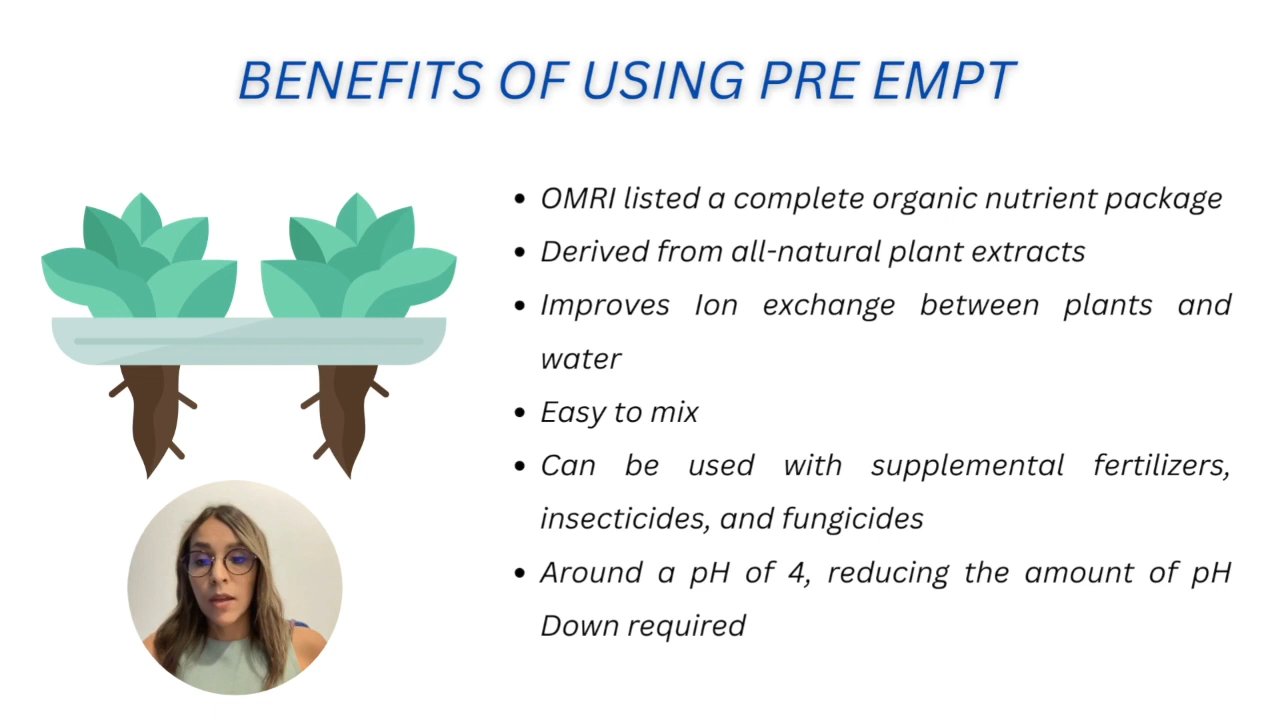 BENEFITS OF USING PRE EMPT
• OMRI listed a complete organic nutrient package
• Derived from all-natural plant extracts
• Improves Ion exchange between plants and
water
• Easy to mix
• Can be used with supplemental fertilizers,
insecticides, and fungicides
• Around a pH of 4, reducing the amount of pH
Down required